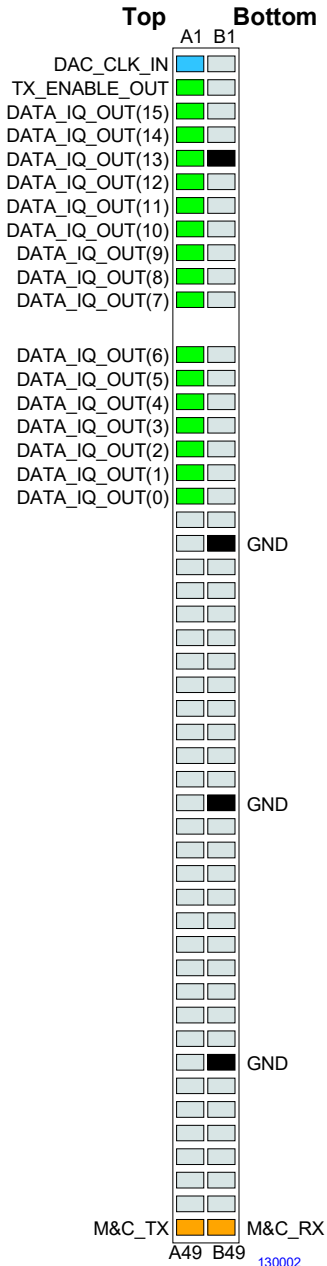 Top Bottom
A1 B1
DAC_CLK_IN
TX_ENABLE_OUT
DATA_IQ_OUT(15)
DATA_IQ_OUT(14)
DATA_IQ_OUT(13)
DATA_IQ_OUT(12)
DATA_IQ_OUT(11)
DATA_IQ_OUT(10)
DATA_IQ_OUT(9)
DATA_IQ_OUT(8)
DATA_IQ_OUT(7)
DATA_IQ_OUT(6)
DATA_IQ_OUT(5)
DATA_IQ_OUT(4)
DATA_IQ_OUT(3)
DATA_IQ_OUT(2)
DATA_IQ_OUT(1)
DATA_IQ_OUT(0)
GND
GND
GND
M&C_TX M&C_RX
A49 B49
130002